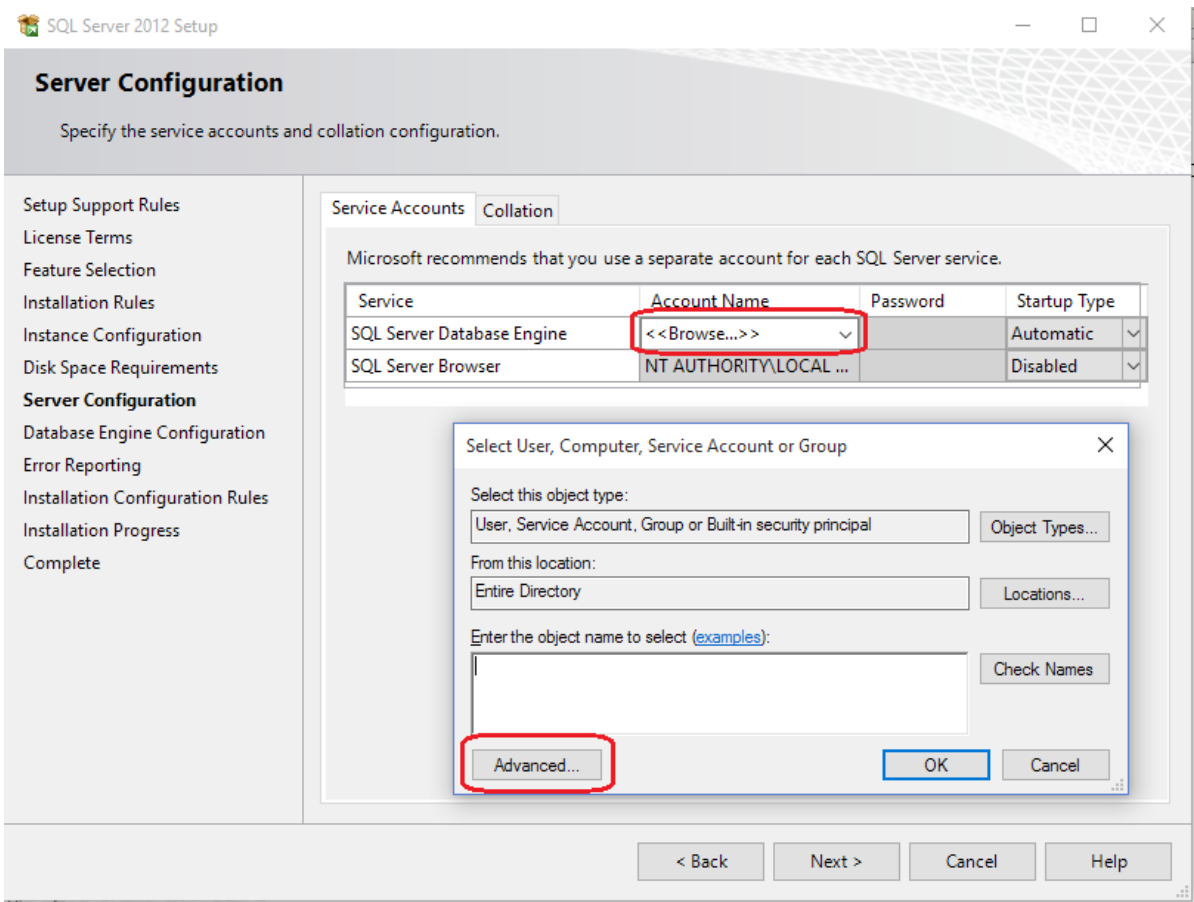 SQL Server 2012 Setup
Server Configuration
Specify the service accounts and collation configuration.
Setup Support Rules
License Terms
Feature Selection
Installation Rules
Instance Configuration
Disk Space Requirements
Server Configuration
Database Engine Configuration
Error Reporting
Installation Configuration Rules
Installation Progress
Complete
Service Accounts Collation
Microsoft recommends that you use a separate account for each SQL Server service.
Service Account Name Password Startup Type
SQL Server Database Engine <<Browse...>> Automatic
SQL Server Browser NT AUTHORITY\LOCAL ... Disabled
Select User, Computer, Service Account or Group
Select this object type:
User, Service Account, Group or Built-in security principal Object Types...
From this location:
Entire Directory Locations...
Enter the object name to select (examples):
Check Names
Advanced... OK Cancel
< Back Next > Cancel Help